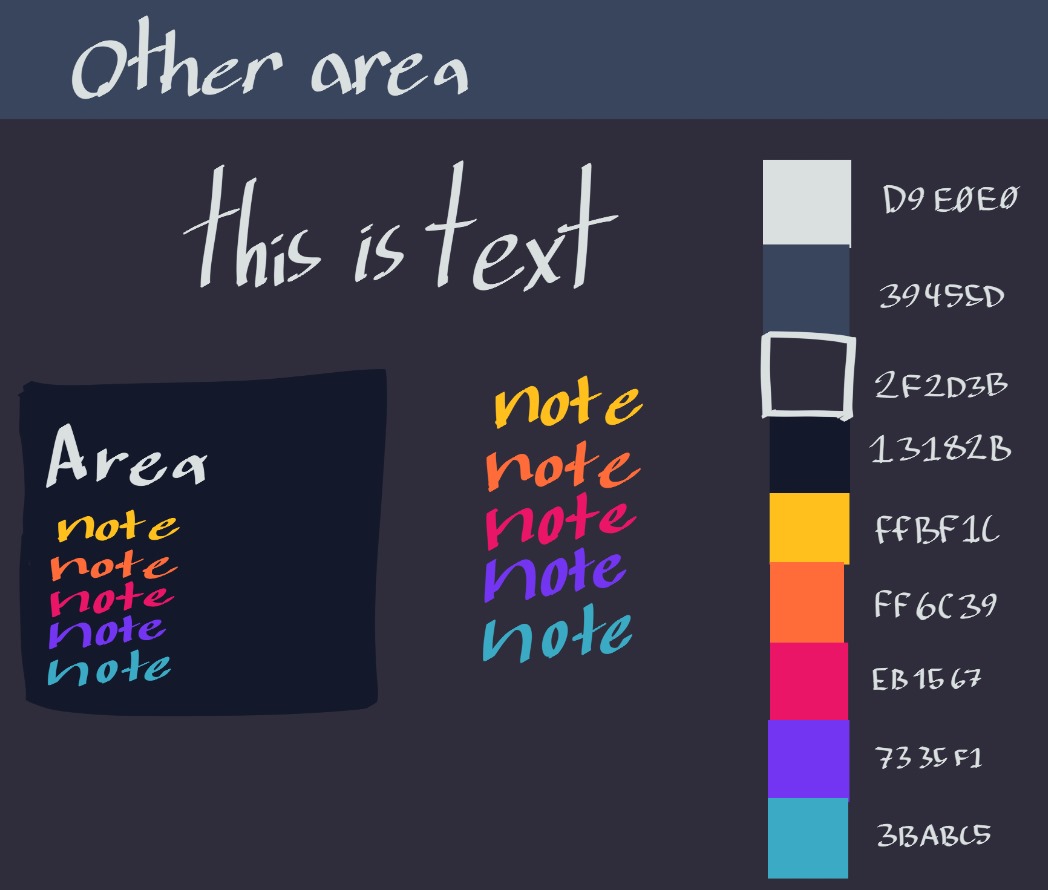 Other area
this is text
Area
note
note
note
note
note
note
note
note
note
note
D9E0E0
39455D
2F2D3B
13182B
FFBF1C
FF6C39
EB1567
7335F1
3BABC5